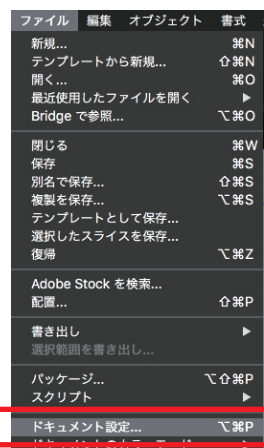 ファイル 編集 オブジェクト 書式
新規... ⌘N
テンプレートから新規... ⇧⌘N
開く... ⌘O
最近使用したファイルを開く ▶
Bridge で参照... ⌥⌘O
閉じる ⌘W
保存 ⌘S
別名で保存... ⇧⌘S
複製を保存... ⌥⌘S
テンプレートとして保存...
選択したスライスを保存...
復帰 ⌥⌘Z
Adobe Stock を検索...
配置... ⇧⌘P
書き出し ▶
選択範囲を書き出し...
パッケージ... ⌥⇧⌘P
スクリプト ▶
ドキュメント設定... ⌥⌘P